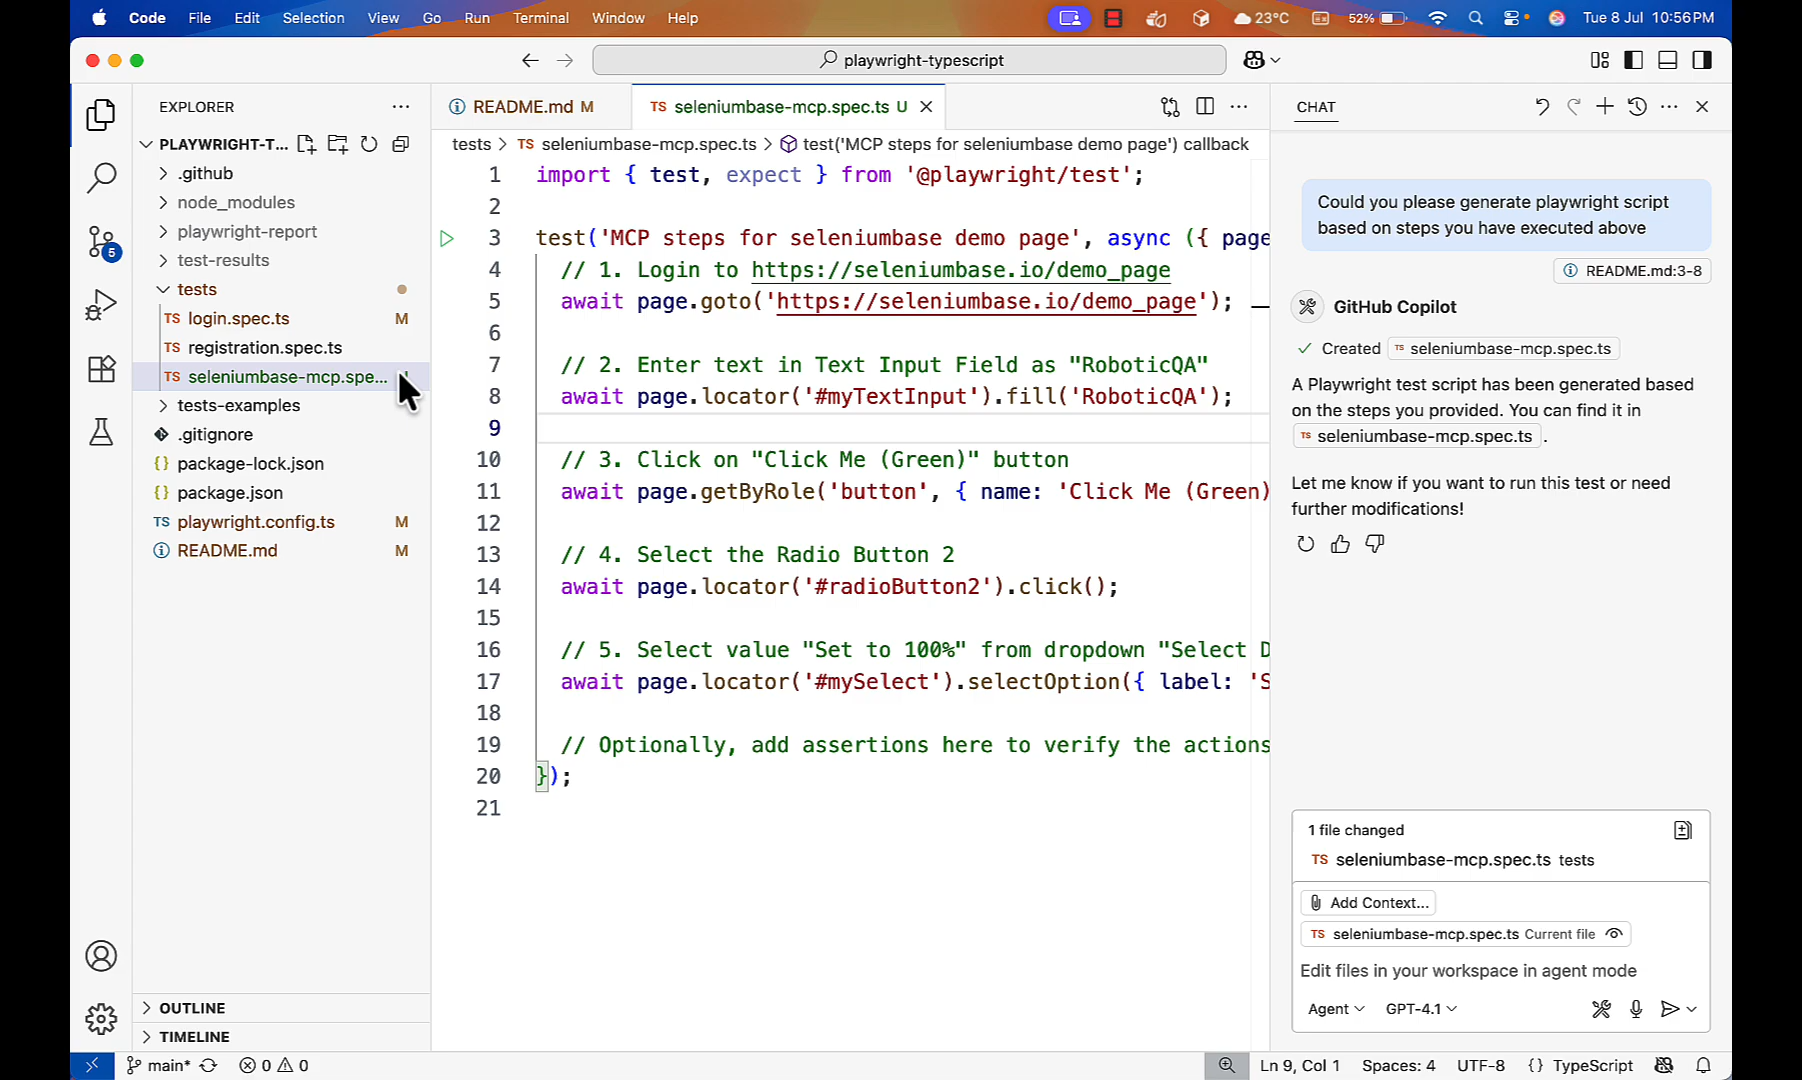 Code File Edit Selection View Go Run Terminal Window Help 23°C 52% Tue 8 Jul 10:56 PM
playwright-typescript
EXPLORER
PLAYWRIGHT-T...
.github
node_modules
playwright-report
test-results
tests
TS login.spec.ts M
TS registration.spec.ts
TS seleniumbase-mcp.spe...
tests-examples
.gitignore
{} package-lock.json
{} package.json
TS playwright.config.ts M
README.md M
5
OUTLINE
TIMELINE
README.md M
TS seleniumbase-mcp.spec.ts U
tests > TS seleniumbase-mcp.spec.ts > test('MCP steps for seleniumbase demo page') callback
1 import { test, expect } from '@playwright/test';
2
3 test('MCP steps for seleniumbase demo page', async ({ page
4 // 1. Login to https://seleniumbase.io/demo_page
5 await page.goto('https://seleniumbase.io/demo_page');
6
7 // 2. Enter text in Text Input Field as "RoboticQA"
8 await page.locator('#myTextInput').fill('RoboticQA');
9
10 // 3. Click on "Click Me (Green)" button
11 await page.getByRole('button', { name: 'Click Me (Green)
12
13 // 4. Select the Radio Button 2
14 await page.locator('#radioButton2').click();
15
16 // 5. Select value "Set to 100%" from dropdown "Select D
17 await page.locator('#mySelect').selectOption({ label: 'S
18
19 // Optionally, add assertions here to verify the actions
20 });
21
CHAT
Could you please generate playwright script
based on steps you have executed above
README.md:3-8
GitHub Copilot
Created TS seleniumbase-mcp.spec.ts
A Playwright test script has been generated based
on the steps you provided. You can find it in
TS seleniumbase-mcp.spec.ts .
Let me know if you want to run this test or need
further modifications!
1 file changed
TS seleniumbase-mcp.spec.ts tests
Add Context...
TS seleniumbase-mcp.spec.ts Current file
Edit files in your workspace in agent mode
Agent GPT-4.1
main* 0 0
Ln 9, Col 1 Spaces: 4 UTF-8 {} TypeScript